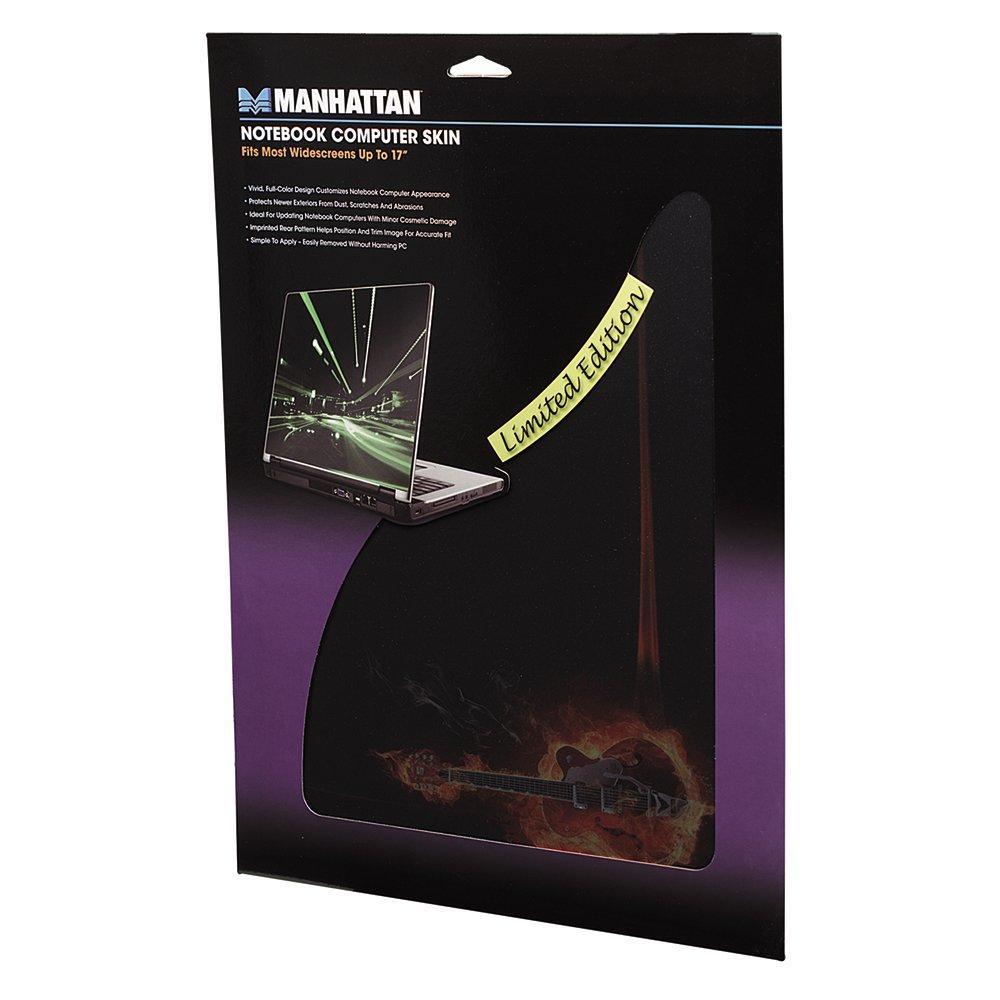 MANHATTAN
NOTEBOOK COMPUTER SKIN
Fits Most Widescreens Up To 17"
• Vivid, Full-Color Design Customizes Notebook Computer Appearance
• Protects Newer Exteriors From Dust, Scratches And Abrasions
• Ideal For Updating Notebook Computers With Minor Cosmetic Damage
• Imprinted Rear Pattern Helps Position And Trim Image For Accurate Fit
• Simple To Apply – Easily Removed Without Harming PC
Limited Edition